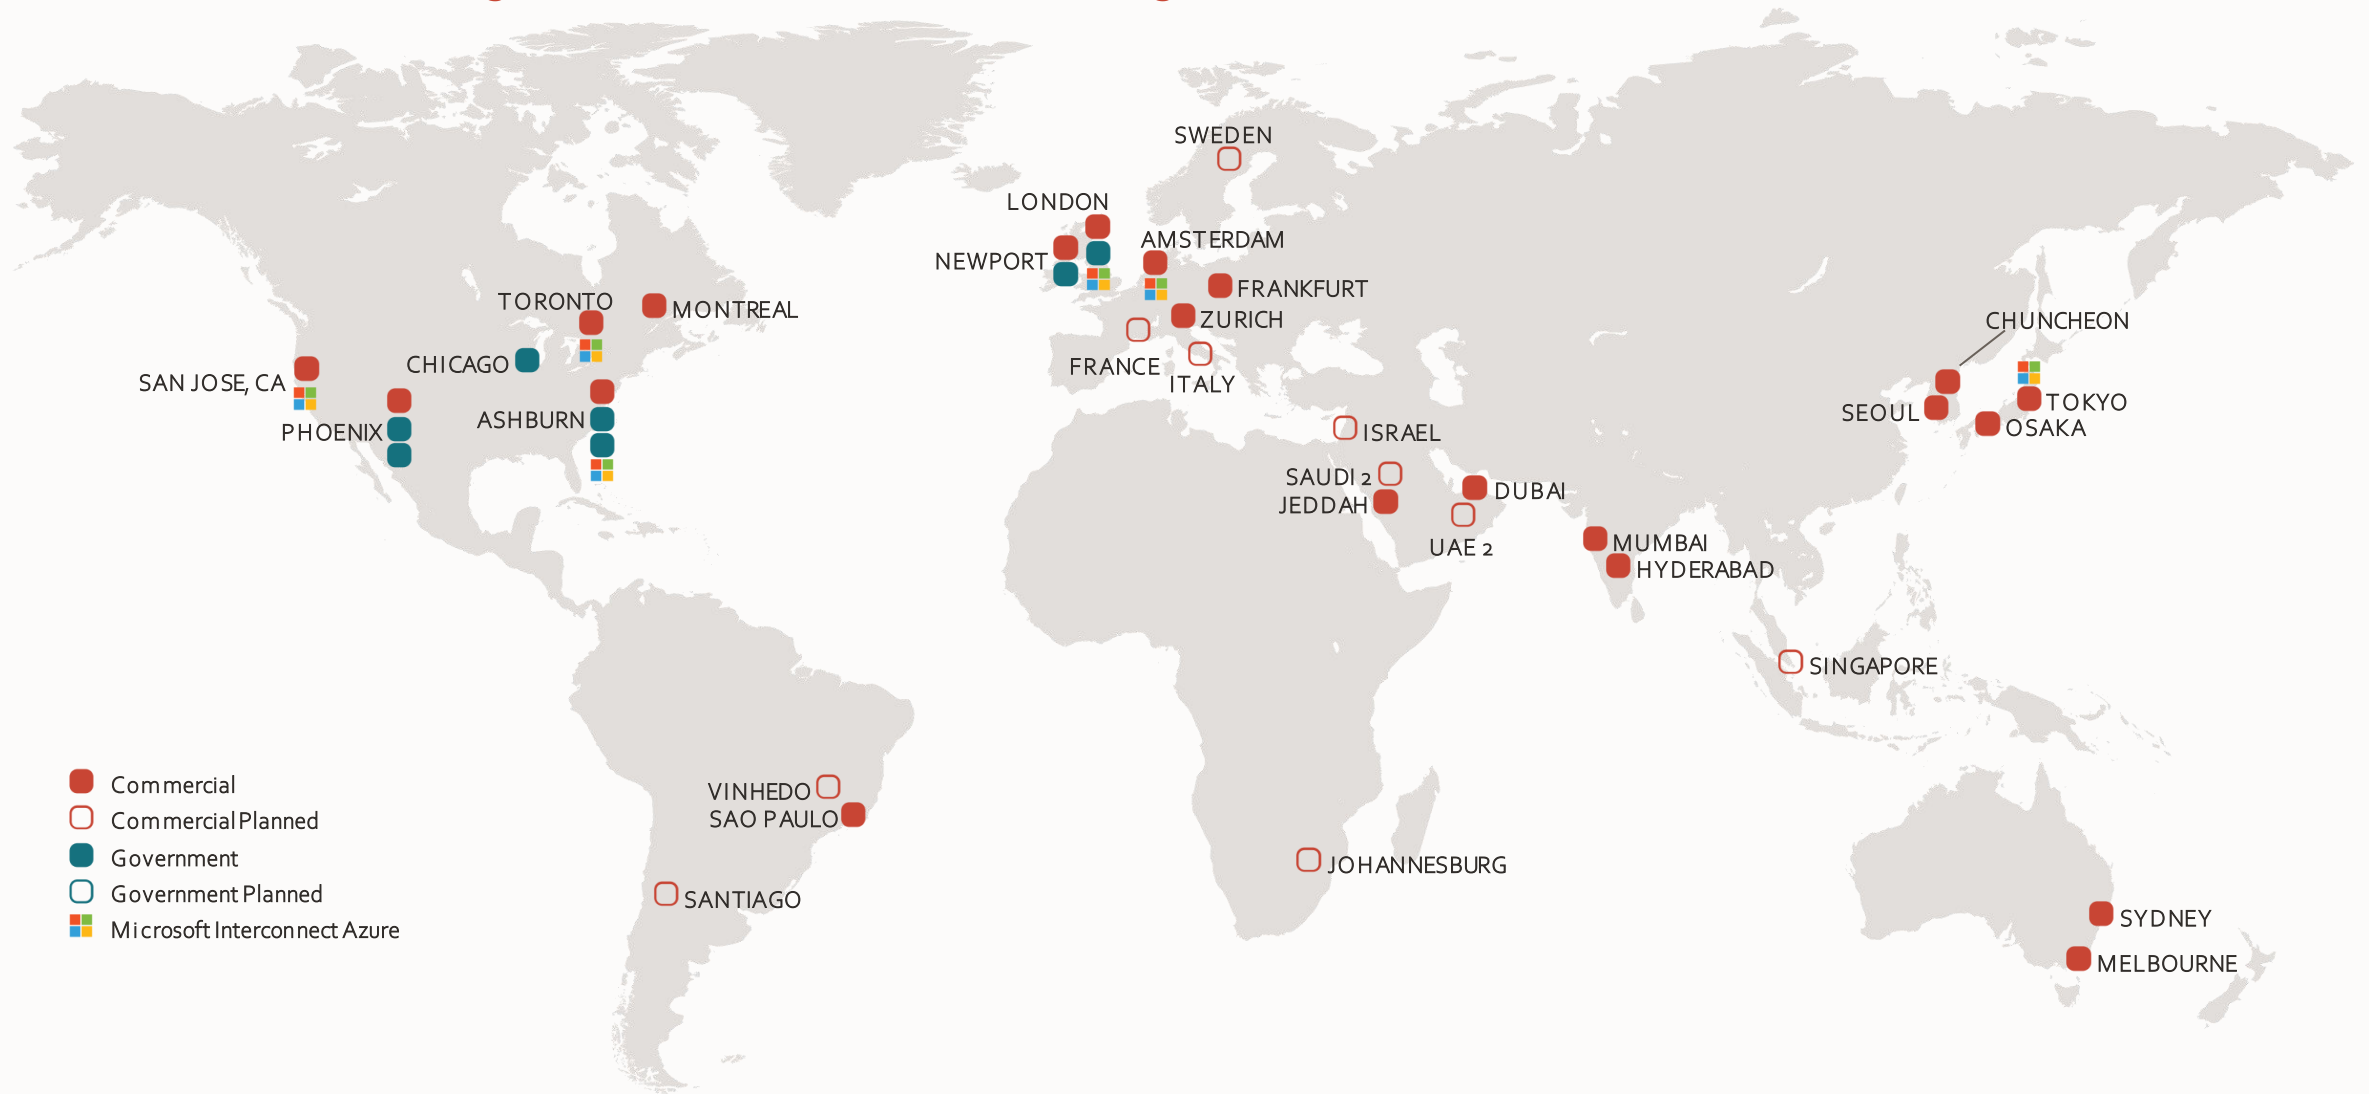 SWEDEN
LONDON
AMSTERDAM
NEWPORT
FRANKFURT
TORONTO
MONTREAL
ZURICH
CHUNCHEON
CHICAGO
FRANCE
ITALY
SAN JOSE, CA
SEOUL
TOKYO
OSAKA
ASHBURN
PHOENIX
ISRAEL
SAUDI 2
JEDDAH
DUBAI
UAE 2
MUMBAI
HYDERABAD
SINGAPORE
VINHEDO
SAO PAULO
JOHANNESBURG
SANTIAGO
SYDNEY
MELBOURNE
Commercial
Commercial Planned
Government
Government Planned
Microsoft Interconnect Azure